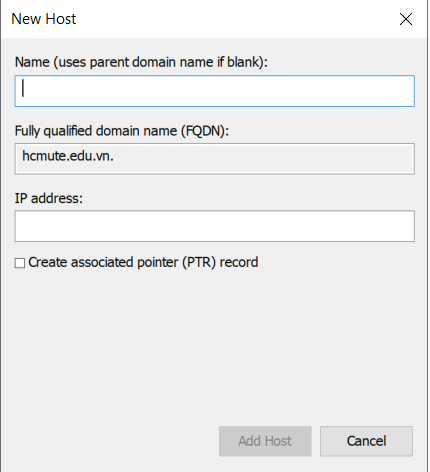 New Host
Name (uses parent domain name if blank):
Fully qualified domain name (FQDN):
hcmute.edu.vn.
IP address:
Create associated pointer (PTR) record
Add Host
Cancel